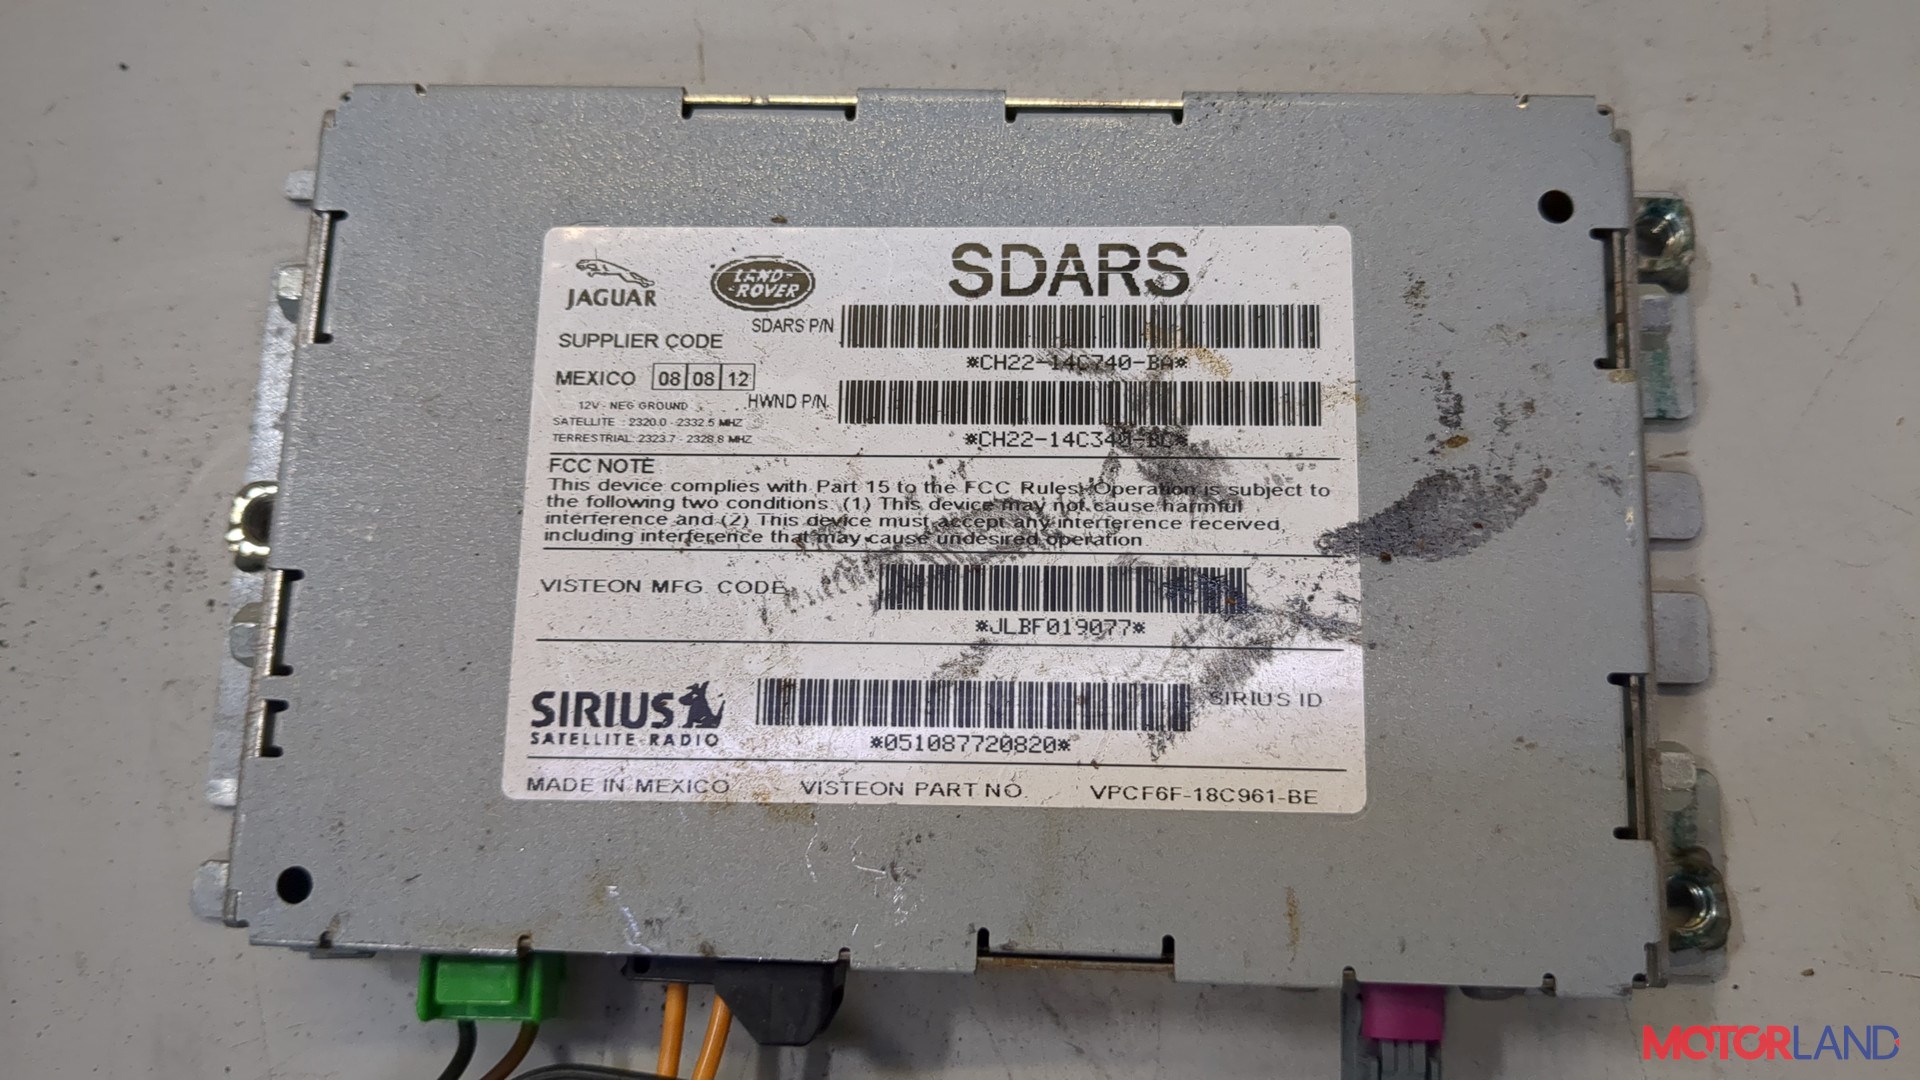 SDARS
JAGUAR
LAND-
-ROVER
SDARS P/N
*CH22-14C740-BA*
SUPPLIER CODE
MEXICO 08 08 12
HWND P/N
12V - NEG GROUND
SATELLITE : 2320.0 - 2332.5 MHZ
TERRESTRIAL: 2323.7 - 2328.8 MHZ
*CH22-14C340-BC*
FCC NOTE
This device complies with Part 15 to the FCC Rules. Operation is subject to
the following two conditions. (1) This device may not cause harmful
interference and (2) This device must accept any interference received,
including interference that may cause undesired operation
VISTEON MFG. CODE
*JLBF019077*
SIRIUS
SATELLITE RADIO
SIRIUS ID
*051087720820*
MADE IN MEXICO VISTEON PART NO. VPCF6F-18C961-BE
MOTORLAND